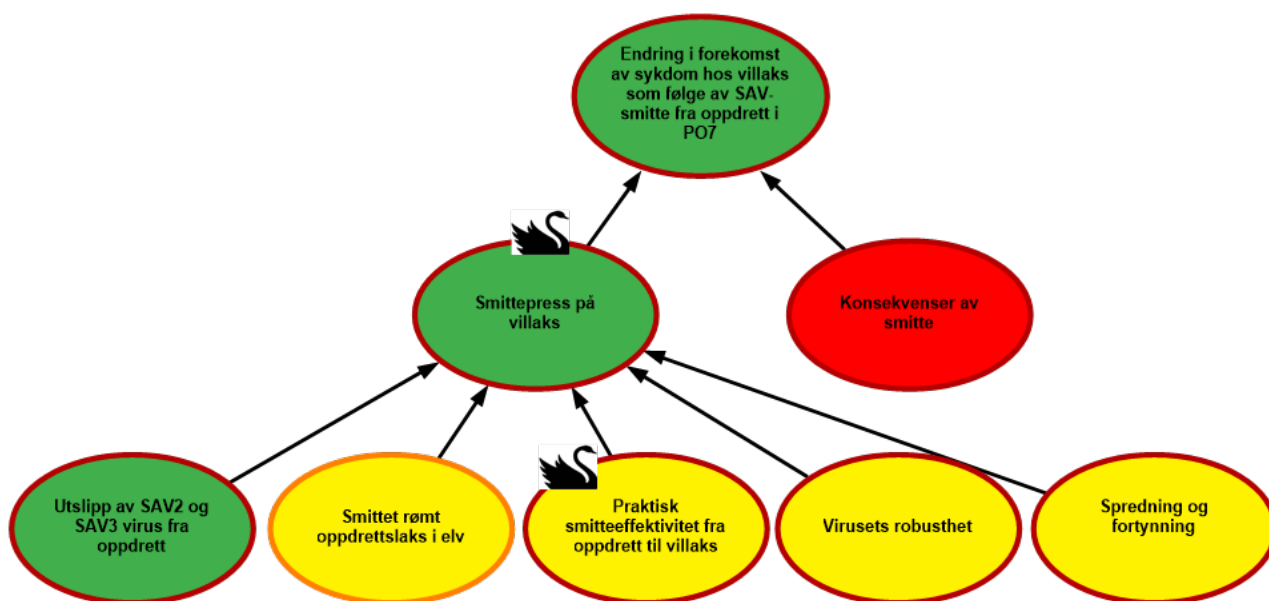 Endring i forekomst
av sykdom hos villaks
som følge av SAV-
smitte fra oppdrett i
PO7
Smittepress på
villaks
Konsekvenser av
smitte
Utslipp av SAV2 og
SAV3 virus fra
oppdrett
Smittet rømt
oppdrettslaks i elv
Praktisk
smitteeffektivitet fra
oppdrett til villaks
Virusets robusthet
Spredning og
fortynning